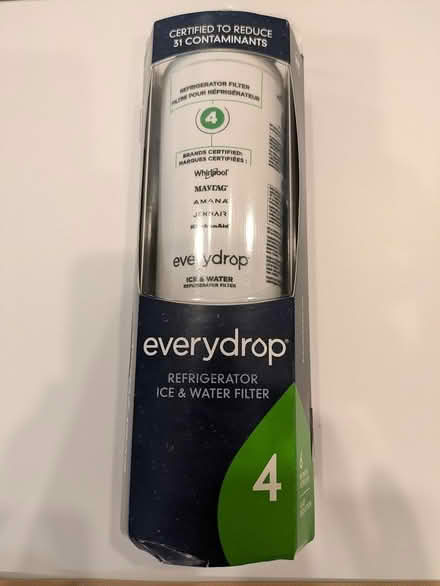 CERTIFIED TO REDUCE
31 CONTAMINANTS
REFRIGERATOR FILTER
FILTRE POUR RÉFRIGÉRATEUR
4
BRANDS CERTIFIED:
MARQUES CERTIFIÉES :
Whirlpool
MAYTAG
AMANA
JENNAIR
KitchenAid
everydrop
ICE & WATER
REFRIGERATOR FILTER
everydrop
REFRIGERATOR
ICE & WATER FILTER
4
6